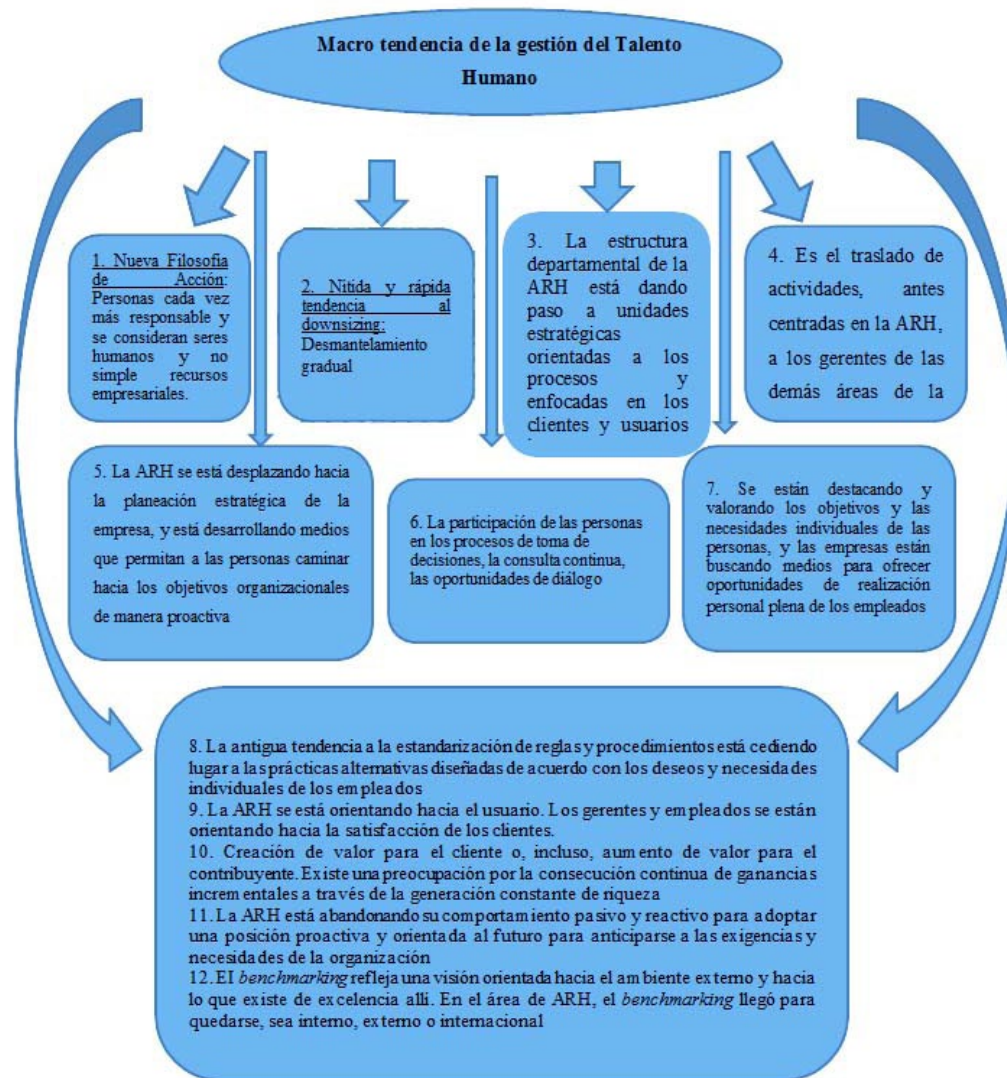 Macro tendencia de la gestión del Talento
Humano
1. Nueva Filosofía
de Acción:
Personas cada vez
más responsable y
se consideran seres
humanos y no
simple recursos
empresariales.
2. Nítida y rápida
tendencia al
downsizing:
Desmantelamiento
gradual
3. La estructura
departamental de la
ARH está dando
paso a unidades
estratégicas
orientadas a los
procesos y
enfocadas en los
clientes y usuarios
4. Es el traslado de
actividades, antes
centradas en la ARH,
a los gerentes de las
demás áreas de la
5. La ARH se está desplazando hacia
la planeación estratégica de la
empresa, y está desarrollando medios
que permitan a las personas caminar
hacia los objetivos organizacionales
de manera proactiva
6. La participación de las personas
en los procesos de toma de
decisiones, la consulta continua,
las oportunidades de diálogo
7. Se están destacando y
valorando los objetivos y las
necesidades individuales de las
personas, y las empresas están
buscando medios para ofrecer
oportunidades de realización
personal plena de los empleados
8. La antigua tendencia a la estandarización de reglas y procedimientos está cediendo
lugar a las prácticas alternativas diseñadas de acuerdo con los deseos y necesidades
individuales de los empleados
9. La ARH se está orientando hacia el usuario. Los gerentes y empleados se están
orientando hacia la satisfacción de los clientes.
10. Creación de valor para el cliente o, incluso, aumento de valor para el
contribuyente. Existe una preocupación por la consecución continua de ganancias
incrementales a través de la generación constante de riqueza
11. La ARH está abandonando su comportamiento pasivo y reactivo para adoptar
una posición proactiva y orientada al futuro para anticiparse a las exigencias y
necesidades de la organización
12. EI benchmarking refleja una visión orientada hacia el ambiente externo y hacia
lo que existe de excelencia allí. En el área de ARH, el benchmarking llegó para
quedarse, sea interno, externo o internacional